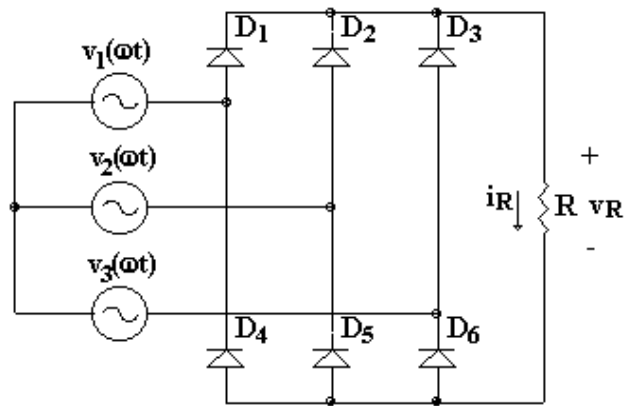 D1 D2 D3
v1(ωt)
v2(ωt)
+
iR R vR
-
v3(ωt)
D4 D5 D6